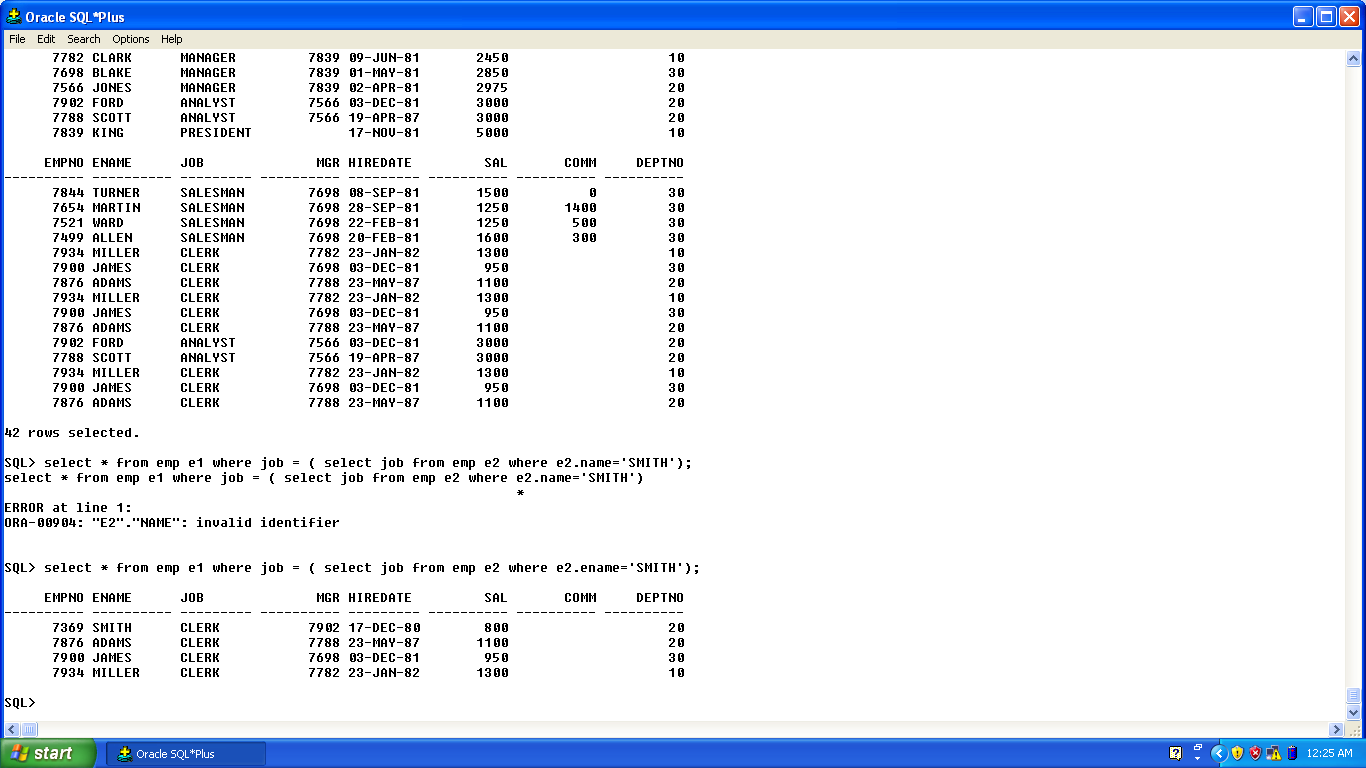 Oracle SQL*Plus
File Edit Search Options Help
7782 CLARK MANAGER 7839 09-JUN-81 2450 10
7698 BLAKE MANAGER 7839 01-MAY-81 2850 30
7566 JONES MANAGER 7839 02-APR-81 2975 20
7902 FORD ANALYST 7566 03-DEC-81 3000 20
7788 SCOTT ANALYST 7566 19-APR-87 3000 20
7839 KING PRESIDENT 17-NOV-81 5000 10
EMPNO ENAME JOB MGR HIREDATE SAL COMM DEPTNO
---------- ---------- --------- ---------- --------- ---------- ---------- ----------
7844 TURNER SALESMAN 7698 08-SEP-81 1500 0 30
7654 MARTIN SALESMAN 7698 28-SEP-81 1250 1400 30
7521 WARD SALESMAN 7698 22-FEB-81 1250 500 30
7499 ALLEN SALESMAN 7698 20-FEB-81 1600 300 30
7934 MILLER CLERK 7782 23-JAN-82 1300 10
7900 JAMES CLERK 7698 03-DEC-81 950 30
7876 ADAMS CLERK 7788 23-MAY-87 1100 20
7934 MILLER CLERK 7782 23-JAN-82 1300 10
7900 JAMES CLERK 7698 03-DEC-81 950 30
7876 ADAMS CLERK 7788 23-MAY-87 1100 20
7902 FORD ANALYST 7566 03-DEC-81 3000 20
7788 SCOTT ANALYST 7566 19-APR-87 3000 20
7934 MILLER CLERK 7782 23-JAN-82 1300 10
7900 JAMES CLERK 7698 03-DEC-81 950 30
7876 ADAMS CLERK 7788 23-MAY-87 1100 20
42 rows selected.
SQL> select * from emp e1 where job = ( select job from emp e2 where e2.name='SMITH');
select * from emp e1 where job = ( select job from emp e2 where e2.name='SMITH')
*
ERROR at line 1:
ORA-00904: "E2"."NAME": invalid identifier
SQL> select * from emp e1 where job = ( select job from emp e2 where e2.ename='SMITH');
EMPNO ENAME JOB MGR HIREDATE SAL COMM DEPTNO
---------- ---------- --------- ---------- --------- ---------- ---------- ----------
7369 SMITH CLERK 7902 17-DEC-80 800 20
7876 ADAMS CLERK 7788 23-MAY-87 1100 20
7900 JAMES CLERK 7698 03-DEC-81 950 30
7934 MILLER CLERK 7782 23-JAN-82 1300 10
SQL>
start Oracle SQL*Plus 12:25 AM